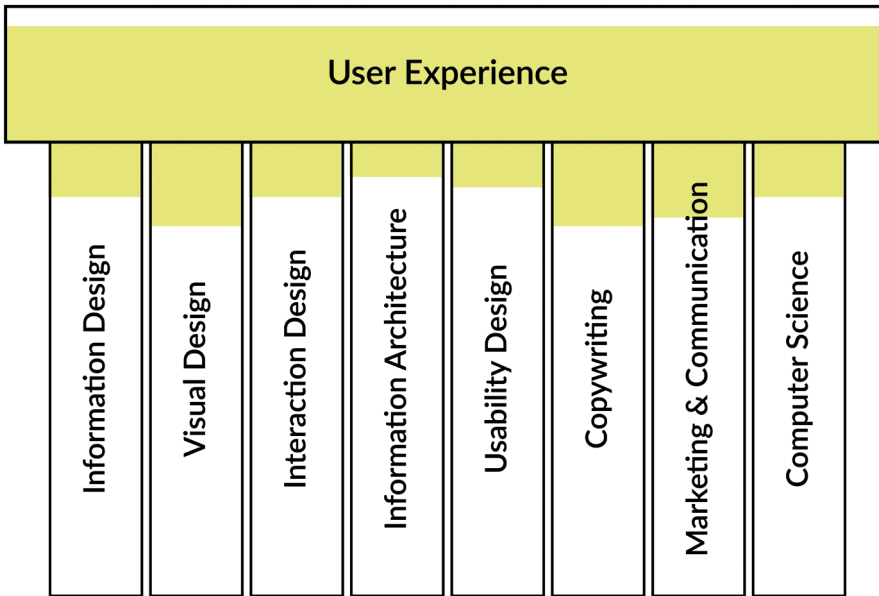 User Experience
Information Design
Visual Design
Interaction Design
Information Architecture
Usability Design
Copywriting
Marketing & Communication
Computer Science